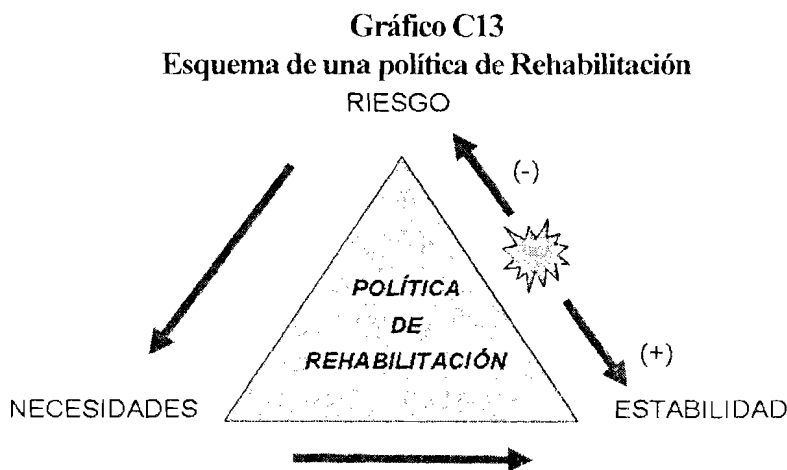 Gráfico C13
Esquema de una política de Rehabilitación
RIESGO
(-)
POLÍTICA
DE
REHABILITACIÓN
(+)
NECESIDADES
ESTABILIDAD